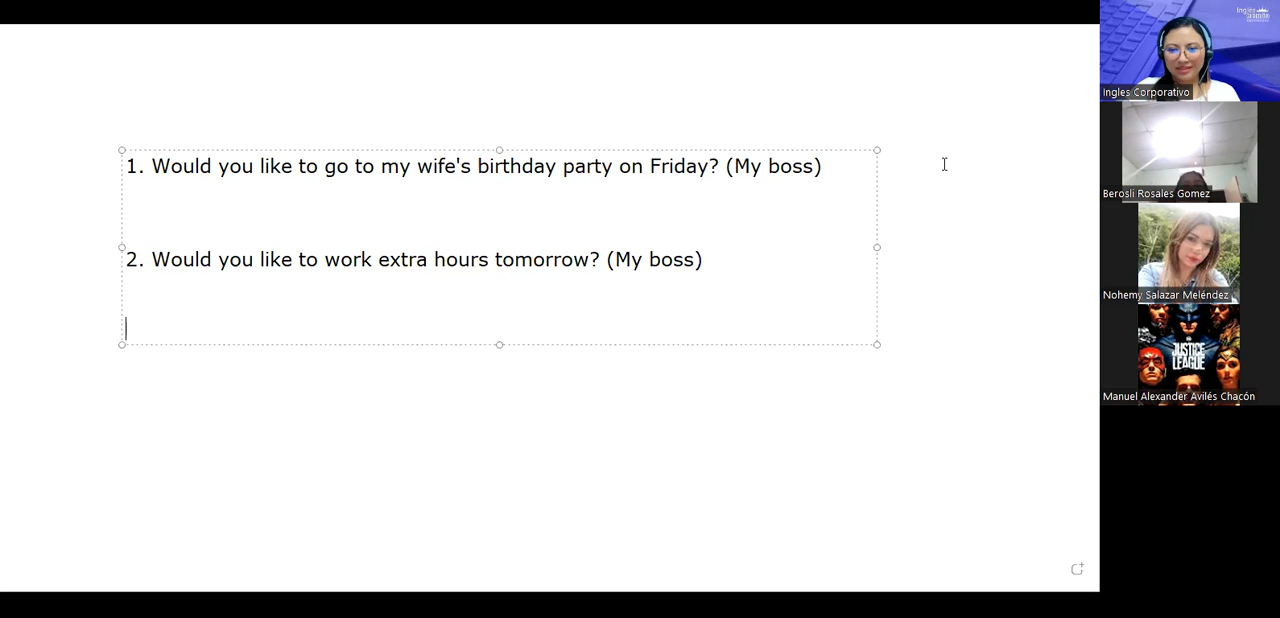 1. Would you like to go to my wife's birthday party on Friday? (My boss)
2. Would you like to work extra hours tomorrow? (My boss)
Ingles
Ingles Corporativo
Berosli Rosales Gomez
Nohemy Salazar Meléndez
JUSTICE
LEAGUE
Manuel Alexander Avilés Chacón